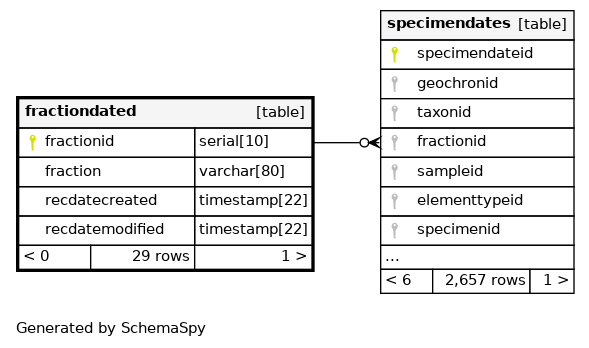 specimendates [table]
specimendateid
geochronid
taxonid
fractionid
sampleid
elementtypeid
specimenid
...
< 6 2,657 rows 1 >
fractiondated [table]
fractionid serial[10]
fraction varchar[80]
recdatecreated timestamp[22]
recdatemodified timestamp[22]
< 0 29 rows 1 >
Generated by SchemaSpy